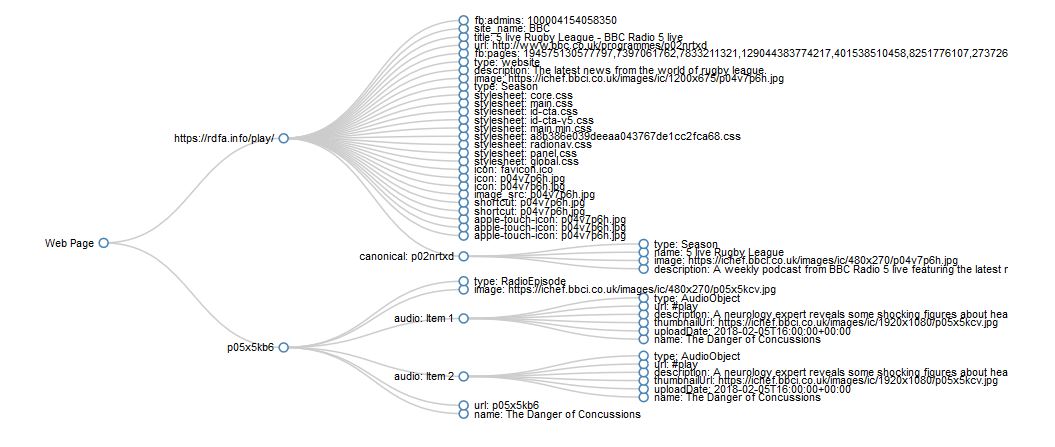 fb:admins: 100004154058350
site_name: BBC
title: 5 live Rugby League - BBC Radio 5 live
url: http://www.bbc.co.uk/programmes/p02nrtxd
fb:pages: 194575130577797,7397061762,7833211321,129044383774217,401538510458,8251776107,273726
type: website
description: The latest news from the world of rugby league.
image: https://ichef.bbci.co.uk/images/ic/1200x675/p04v7p6h.jpg
type: Season
stylesheet: core.css
stylesheet: main.css
stylesheet: id-cta.css
stylesheet: id-cta-v5.css
stylesheet: main.min.css
https://rdfa.info/play/
stylesheet: a8b386e039deeaa043767de1cc2fca68.css
stylesheet: radionav.css
stylesheet: panel.css
stylesheet: global.css
icon: favicon.ico
icon: p04v7p6h.jpg
icon: p04v7p6h.jpg
image_src: p04v7p6h.jpg
shortcut: p04v7p6h.jpg
shortcut: p04v7p6h.jpg
apple-touch-icon: p04v7p6h.jpg
apple-touch-icon: p04v7p6h.jpg
apple-touch-icon: p04v7p6h.jpg
Web Page
canonical: p02nrtxd
type: Season
name: 5 live Rugby League
image: https://ichef.bbci.co.uk/images/ic/480x270/p04v7p6h.jpg
description: A weekly podcast from BBC Radio 5 live featuring the latest r
type: RadioEpisode
image: https://ichef.bbci.co.uk/images/ic/480x270/p05x5kcv.jpg
audio: Item 1
type: AudioObject
url: #play
description: A neurology expert reveals some shocking figures about hea
thumbnailUrl: https://ichef.bbci.co.uk/images/ic/1920x1080/p05x5kcv.jpg
uploadDate: 2018-02-05T16:00:00+00:00
name: The Danger of Concussions
p05x5kb6
audio: Item 2
type: AudioObject
url: #play
description: A neurology expert reveals some shocking figures about hea
thumbnailUrl: https://ichef.bbci.co.uk/images/ic/1920x1080/p05x5kcv.jpg
uploadDate: 2018-02-05T16:00:00+00:00
name: The Danger of Concussions
url: p05x5kb6
name: The Danger of Concussions